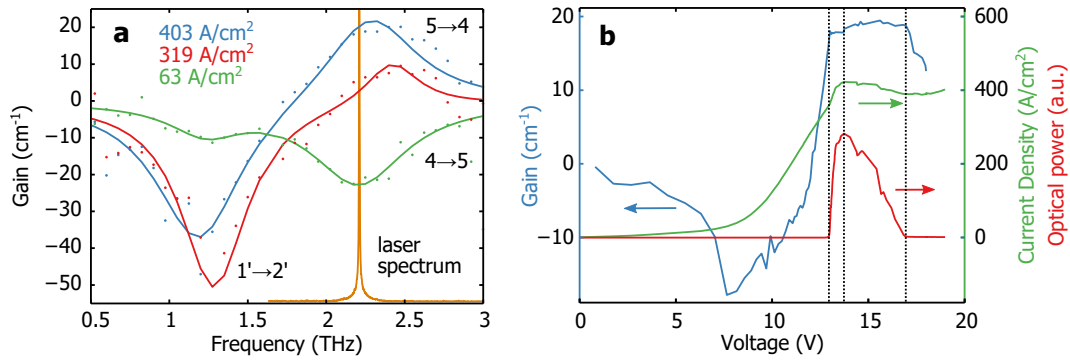 a
403 A/cm²
319 A/cm²
63 A/cm²
5→4
4→5
1'→2'
laser
spectrum
20
10
0
−10
−20
−30
−40
−50
Gain (cm⁻¹)
0.5
1.0
1.5
2.0
2.5
3
Frequency (THz)
b
20
10
0
−10
Gain (cm⁻¹)
0
5
10
15
20
Voltage (V)
600
400
200
0
Current Density (A/cm²)
Optical power (a.u.)